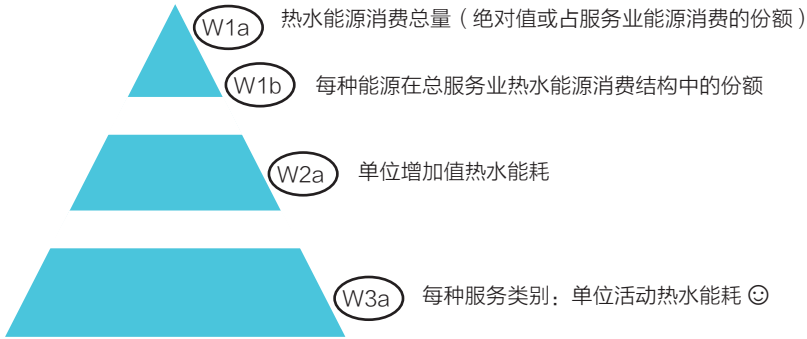 W1a 热水能源消费总量（绝对值或占服务业能源消费的份额）
W1b 每种能源在总服务业热水能源消费结构中的份额
W2a 单位增加值热水能耗
W3a 每种服务类别：单位活动热水能耗 ☺